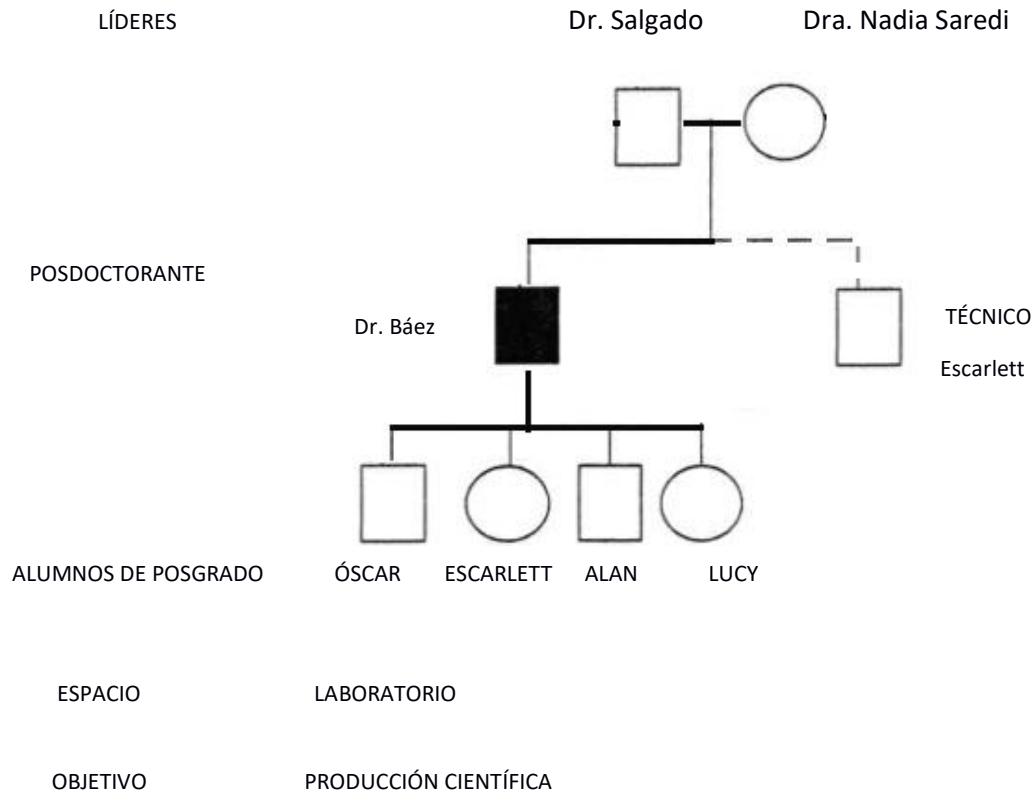 LÍDERES
Dr. Salgado
Dra. Nadia Saredi
POSDOCTORANTE
Dr. Báez
TÉCNICO
Escarlett
ALUMNOS DE POSGRADO
ÓSCAR
ESCARLETT
ALAN
LUCY
ESPACIO
LABORATORIO
OBJETIVO
PRODUCCIÓN CIENTÍFICA